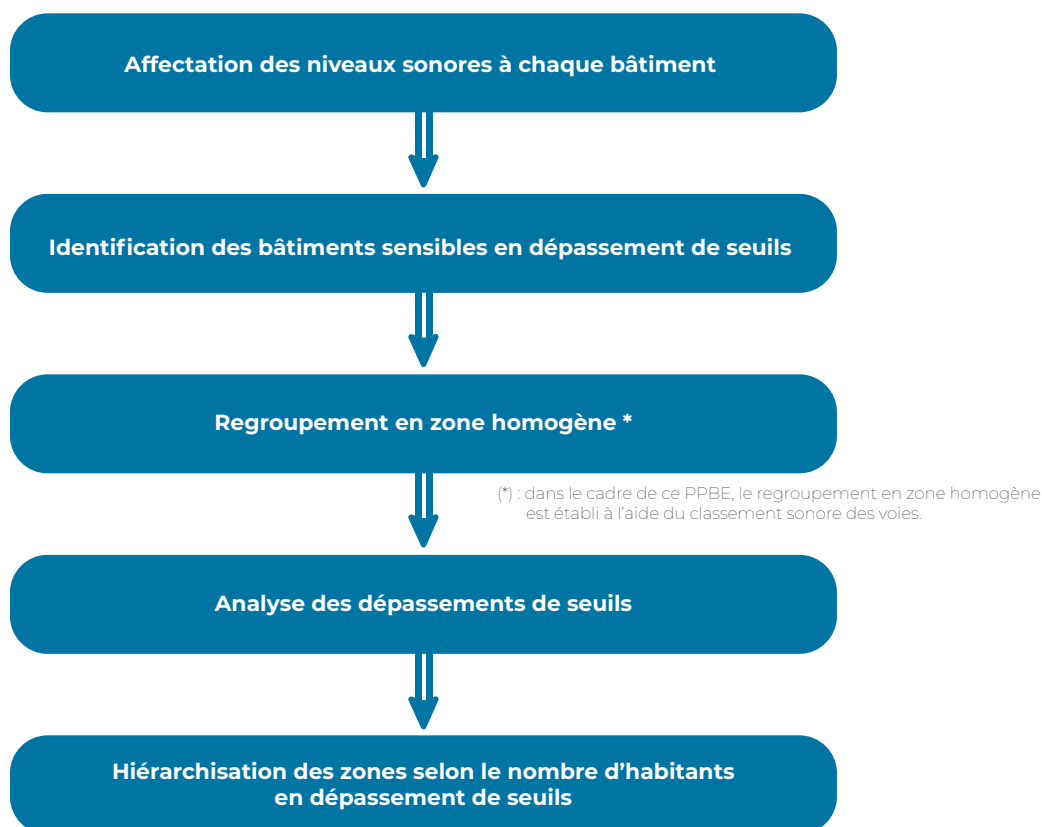 Affectation des niveaux sonores à chaque bâtiment
Identification des bâtiments sensibles en dépassement de seuils
Regroupement en zone homogène *
(*) : dans le cadre de ce PPBE, le regroupement en zone homogène
est établi à l'aide du classement sonore des voies.
Analyse des dépassements de seuils
Hiérarchisation des zones selon le nombre d'habitants
en dépassement de seuils